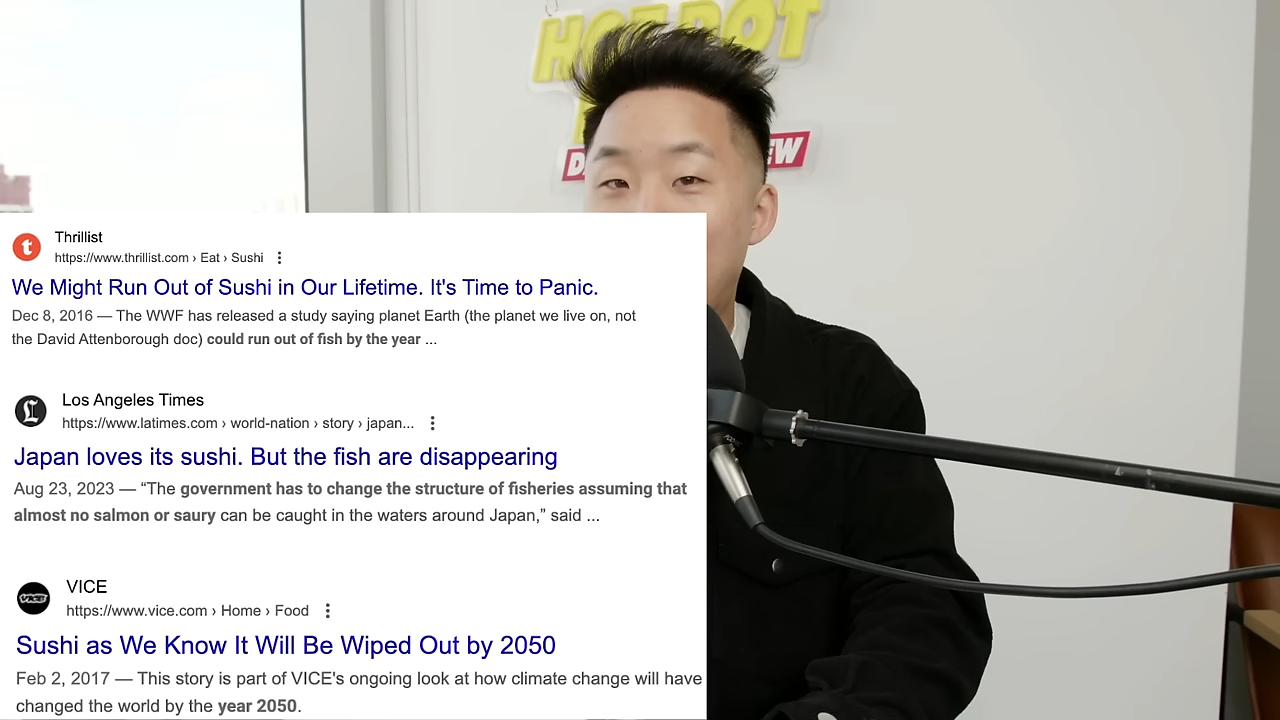 HOT POT
D EW
t
Thrillist
https://www.thrillist.com › Eat › Sushi
We Might Run Out of Sushi in Our Lifetime. It's Time to Panic.
Dec 8, 2016 — The WWF has released a study saying planet Earth (the planet we live on, not
the David Attenborough doc) could run out of fish by the year ...
Los Angeles Times
https://www.latimes.com › world-nation › story › japan...
Japan loves its sushi. But the fish are disappearing
Aug 23, 2023 — “The government has to change the structure of fisheries assuming that
almost no salmon or saury can be caught in the waters around Japan,” said ...
VICE
VICE
https://www.vice.com › Home › Food
Sushi as We Know It Will Be Wiped Out by 2050
Feb 2, 2017 — This story is part of VICE's ongoing look at how climate change will have
changed the world by the year 2050.